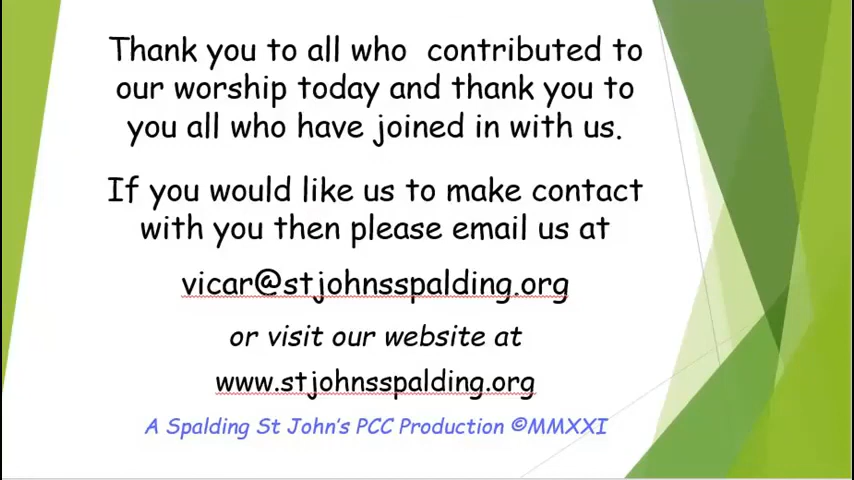 Thank you to all who contributed to
our worship today and thank you to
you all who have joined in with us.
If you would like us to make contact
with you then please email us at
vicar@stjohnsspalding.org
or visit our website at
www.stjohnsspalding.org
A Spalding St John's PCC Production ©MMXXI